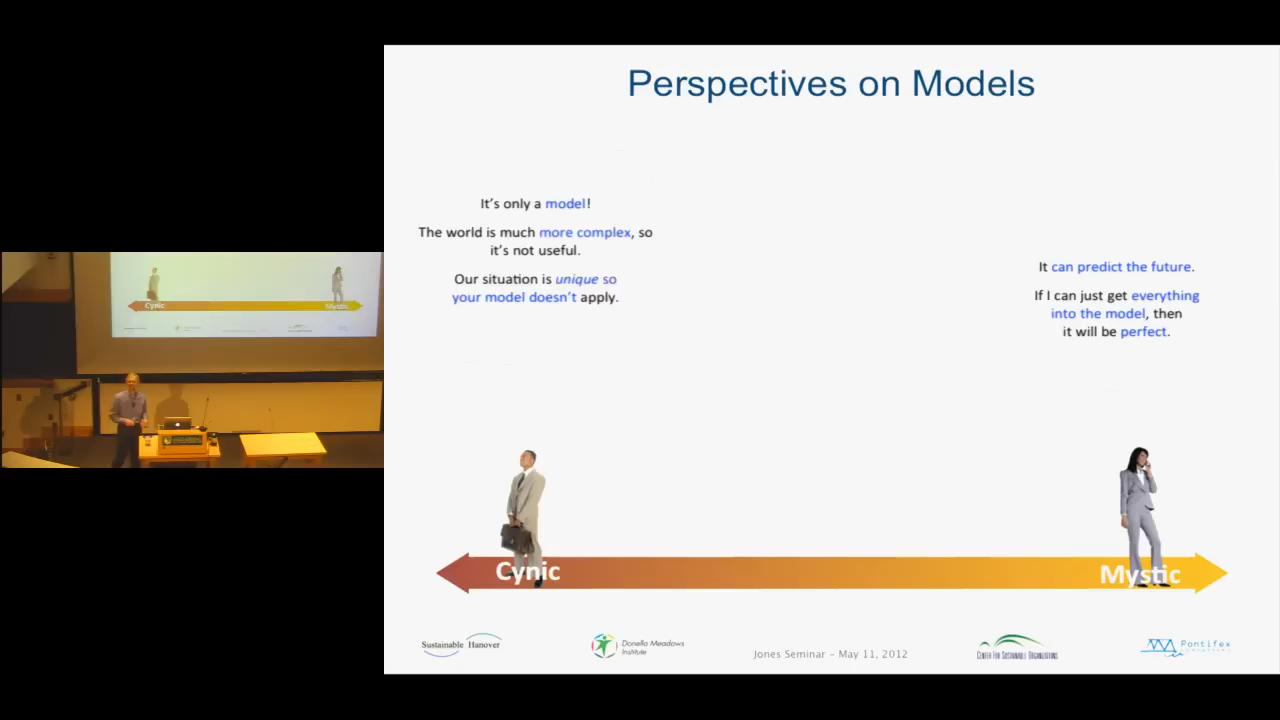 Perspectives on Models
It's only a model!
The world is much more complex, so
it's not useful.
Our situation is unique so
your model doesn't apply.
It can predict the future.
If I can just get everything
into the model, then
it will be perfect.
Cynic
Mystic
Cynic
Mystic
Sustainable Hanover
Donella Meadows
Institute
Jones Seminar – May 11, 2012
Center for Sustainable Organizations
Pontifex